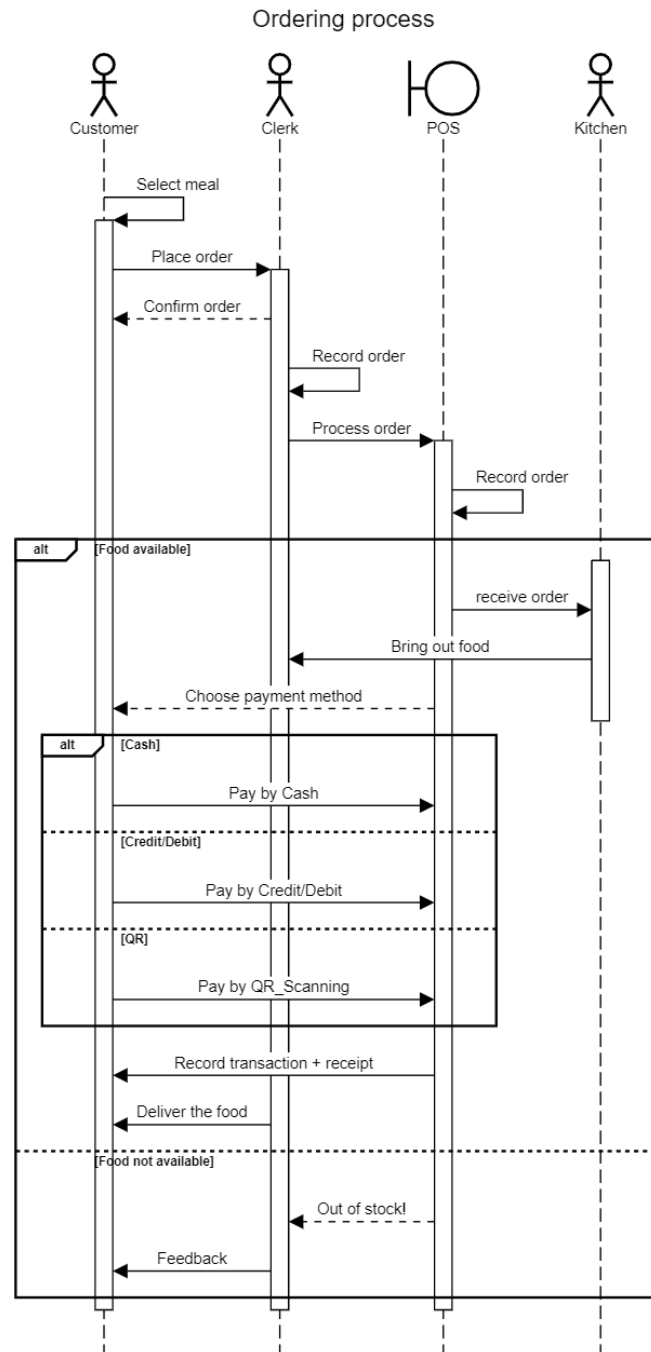 Ordering process
Customer
Clerk
POS
Kitchen
Select meal
Place order
Confirm order
Record order
Process order
Record order
alt
[Food available]
receive order
Bring out food
Choose payment method
alt
[Cash]
Pay by Cash
[Credit/Debit]
Pay by Credit/Debit
[QR]
Pay by QR_Scanning
Record transaction + receipt
Deliver the food
[Food not available]
Out of stock!
Feedback